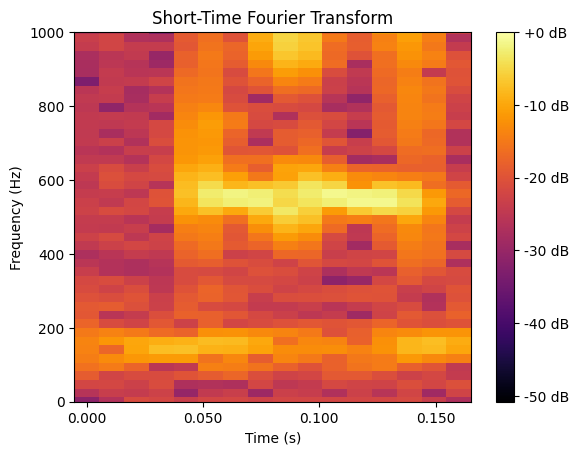 Short-Time Fourier Transform
1000
800
600
400
200
0
Frequency (Hz)
0.000
0.050
0.100
0.150
Time (s)
+0 dB
-10 dB
-20 dB
-30 dB
-40 dB
-50 dB